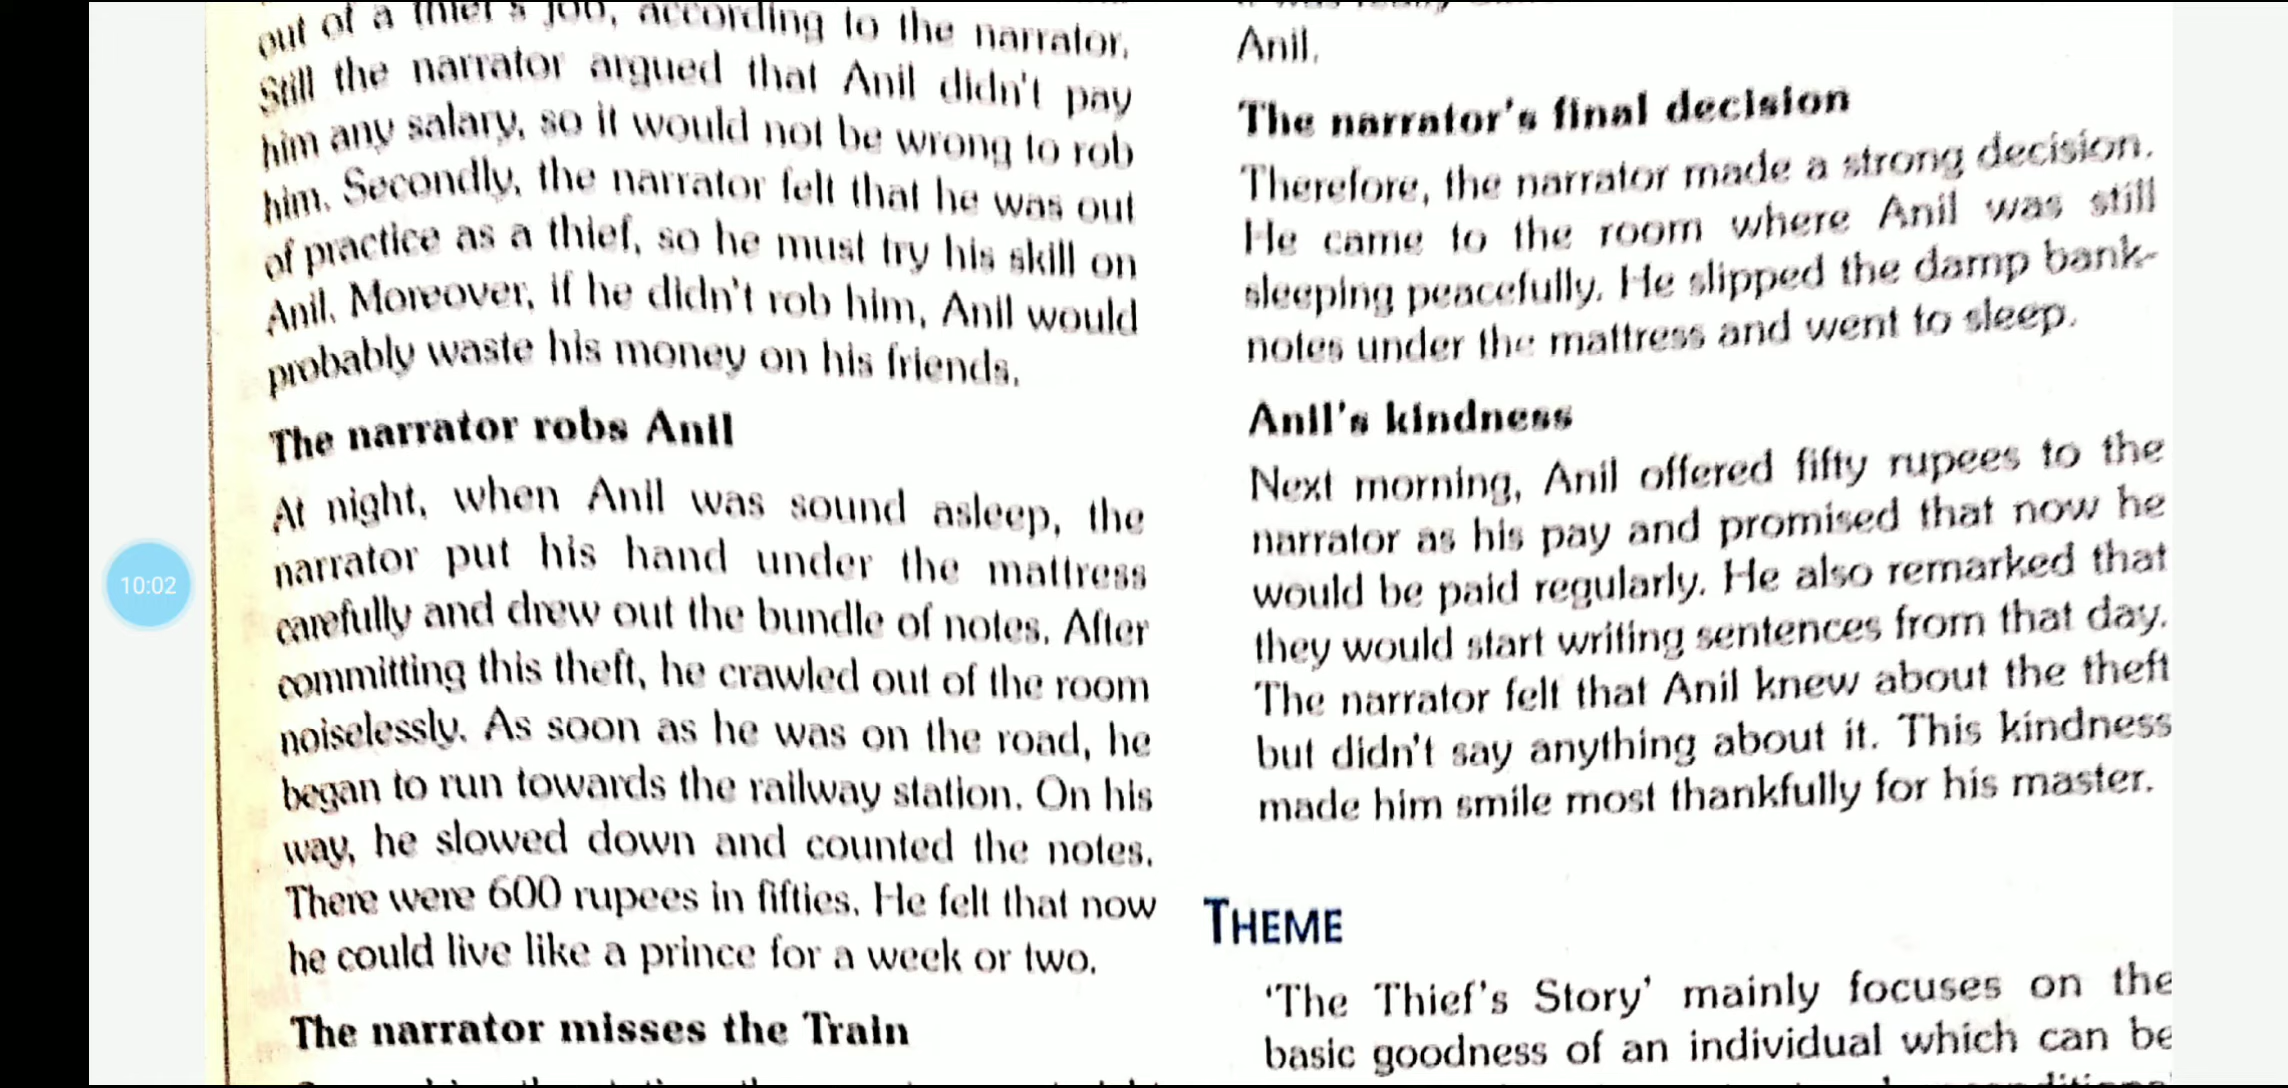 out of a thief's job, according to the narrator.
Still the narrator argued that Anil didn't pay
him any salary, so it would not be wrong to rob
him. Secondly, the narrator felt that he was out
of practice as a thief, so he must try his skill on
Anil. Moreover, if he didn't rob him, Anil would
probably waste his money on his friends.
The narrator robs Anil
At night, when Anil was sound asleep, the
narrator put his hand under the mattress
carefully and drew out the bundle of notes. After
committing this theft, he crawled out of the room
noiselessly. As soon as he was on the road, he
began to run towards the railway station. On his
way, he slowed down and counted the notes.
There were 600 rupees in fifties. He felt that now
he could live like a prince for a week or two.
The narrator misses the Train
10:02
Anil.
The narrator's final decision
Therefore, the narrator made a strong decision.
He came to the room where Anil was still
sleeping peacefully. He slipped the damp bank-
notes under the mattress and went to sleep.
Anil's kindness
Next morning, Anil offered fifty rupees to the
narrator as his pay and promised that now he
would be paid regularly. He also remarked that
they would start writing sentences from that day.
The narrator felt that Anil knew about the theft
but didn't say anything about it. This kindness
made him smile most thankfully for his master.
THEME
'The Thief's Story' mainly focuses on the
basic goodness of an individual which can be